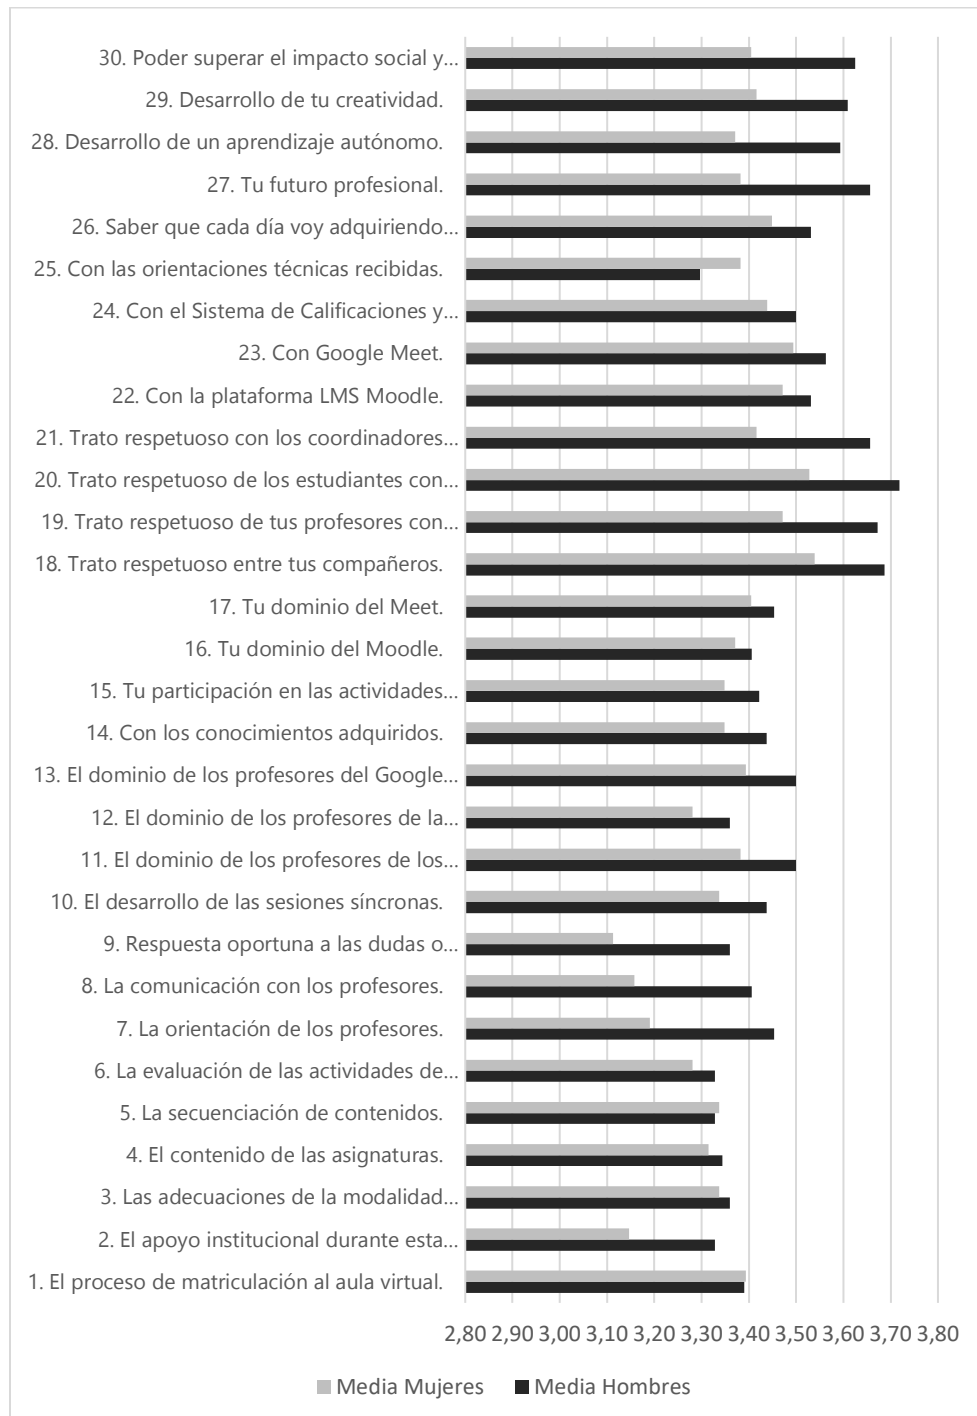 30. Poder superar el impacto social y...
29. Desarrollo de tu creatividad.
28. Desarrollo de un aprendizaje autónomo.
27. Tu futuro profesional.
26. Saber que cada día voy adquiriendo...
25. Con las orientaciones técnicas recibidas.
24. Con el Sistema de Calificaciones y...
23. Con Google Meet.
22. Con la plataforma LMS Moodle.
21. Trato respetuoso con los coordinadores...
20. Trato respetuoso de los estudiantes con...
19. Trato respetuoso de tus profesores con...
18. Trato respetuoso entre tus compañeros.
17. Tu dominio del Meet.
16. Tu dominio del Moodle.
15. Tu participación en las actividades...
14. Con los conocimientos adquiridos.
13. El dominio de los profesores del Google...
12. El dominio de los profesores de la...
11. El dominio de los profesores de los...
10. El desarrollo de las sesiones síncronas.
9. Respuesta oportuna a las dudas o...
8. La comunicación con los profesores.
7. La orientación de los profesores.
6. La evaluación de las actividades de...
5. La secuenciación de contenidos.
4. El contenido de las asignaturas.
3. Las adecuaciones de la modalidad...
2. El apoyo institucional durante esta...
1. El proceso de matriculación al aula virtual.
2,80 2,90 3,00 3,10 3,20 3,30 3,40 3,50 3,60 3,70 3,80
Media Mujeres Media Hombres